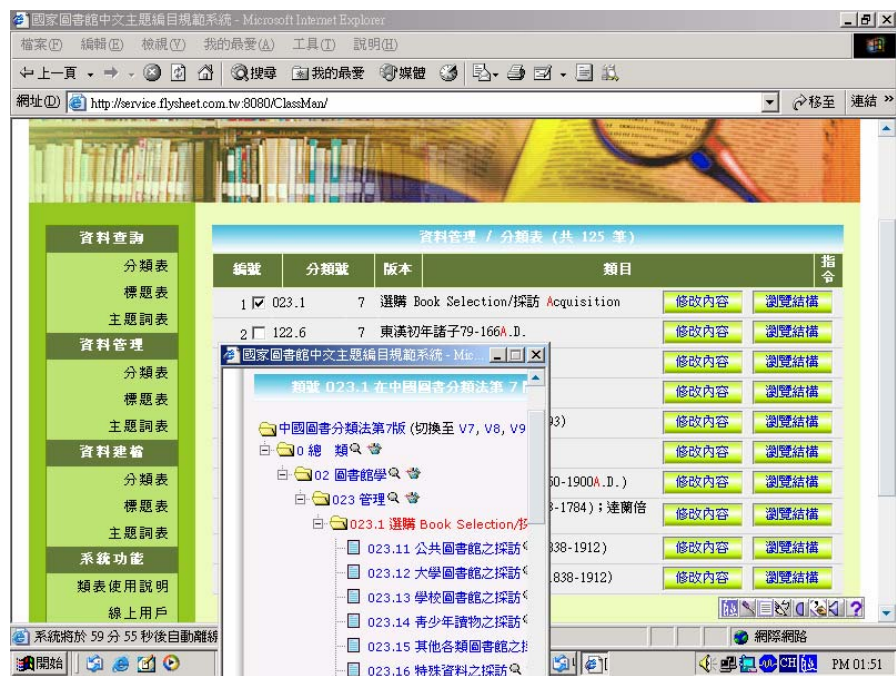 國家圖書館中文主題編目規範系統 - Microsoft Internet Explorer
檔案(F) 編輯(E) 檢視(V) 我的最愛(A) 工具(T) 說明(H)
上一頁 搜尋 我的最愛 媒體
網址(D) http://service.flysheet.com.tw:8080/ClassMan/ 移至 連結 »
資料查詢
分類表
標題表
主題詞表
資料管理
分類表
標題表
主題詞表
資料建檔
分類表
標題表
主題詞表
系統功能
類表使用說明
線上用戶
資料管理 / 分類表 (共 125 筆)
編號 分類號 版本 類目 指令
1 023.1 7 選購 Book Selection/採訪 Acquisition 修改內容 瀏覽結構
2 122.6 7 東漢初年諸子79-166A.D. 修改內容 瀏覽結構
修改內容 瀏覽結構
修改內容 瀏覽結構
93) 修改內容 瀏覽結構
修改內容 瀏覽結構
50-1900A.D.) 修改內容 瀏覽結構
3-1784)；達蘭倍 修改內容 瀏覽結構
838-1912) 修改內容 瀏覽結構
1838-1912) 修改內容 瀏覽結構
國家圖書館中文主題編目規範系統 - Mic...
類號 023.1 在中國圖書分類法第 7
中國圖書分類法第7版 (切換至 V7, V8, V9
0 總 類
02 圖書館學
023 管理
023.1 選購 Book Selection/採
023.11 公共圖書館之採訪
023.12 大學圖書館之採訪
023.13 學校圖書館之採訪
023.14 青少年讀物之採訪
023.15 其他各類圖書館之採
023.16 特殊資料之採訪
系統將於 59 分 55 秒後自動離線 網際網路
開始 CH PM 01:51